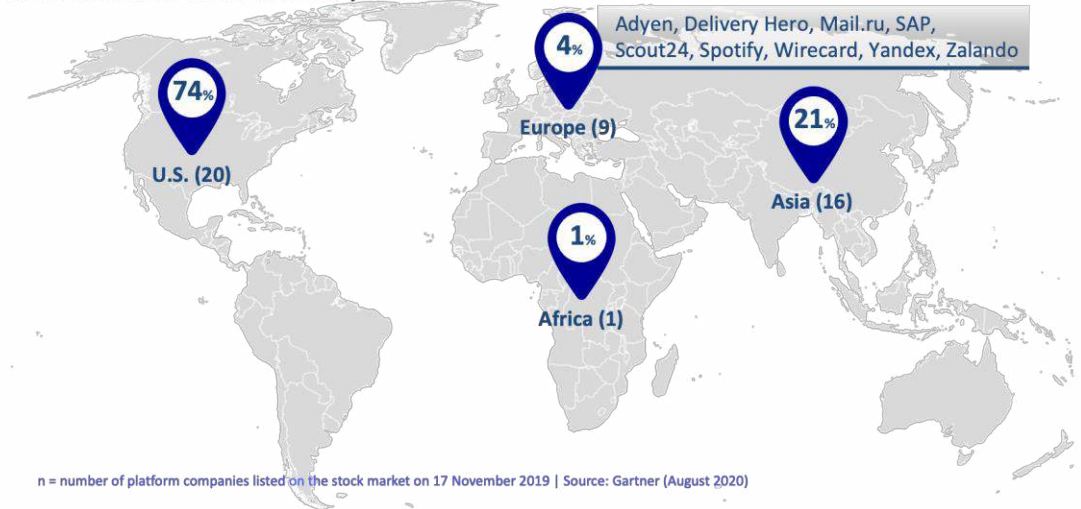 Adyen, Delivery Hero, Mail.ru, SAP,
Scout24, Spotify, Wirecard, Yandex, Zalando
4%
Europe (9)
74%
U.S. (20)
21%
Asia (16)
1%
Africa (1)
n = number of platform companies listed on the stock market on 17 November 2019 | Source: Gartner (August 2020)